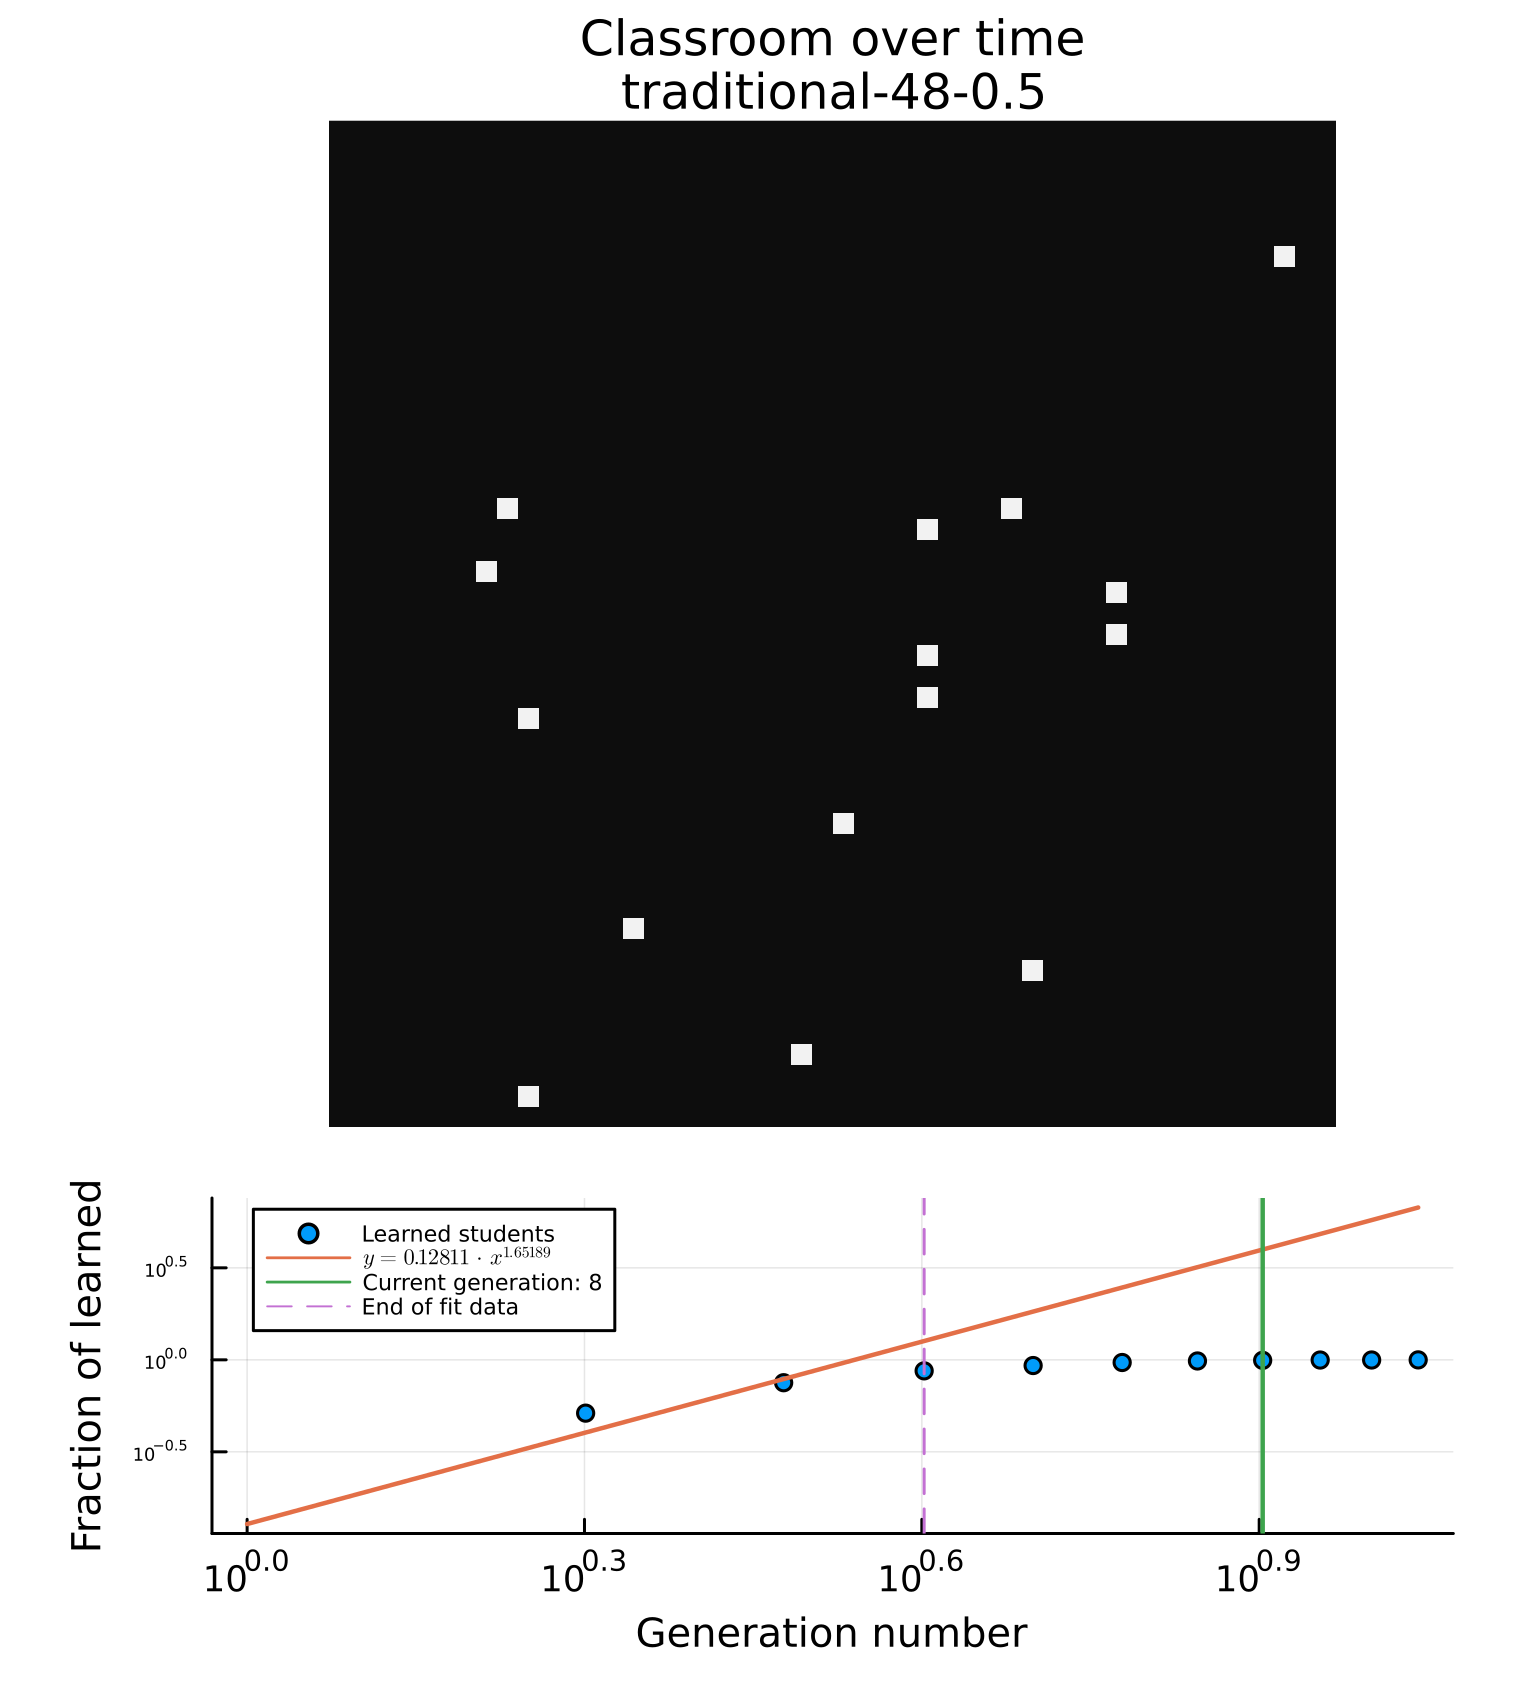 Classroom over time
traditional-48-0.5
Fraction of learned
Learned students
y = 0.12811 · x^1.65189
Current generation: 8
End of fit data
10^0.5
10^0.0
10^−0.5
10^0.0 10^0.3 10^0.6 10^0.9
Generation number